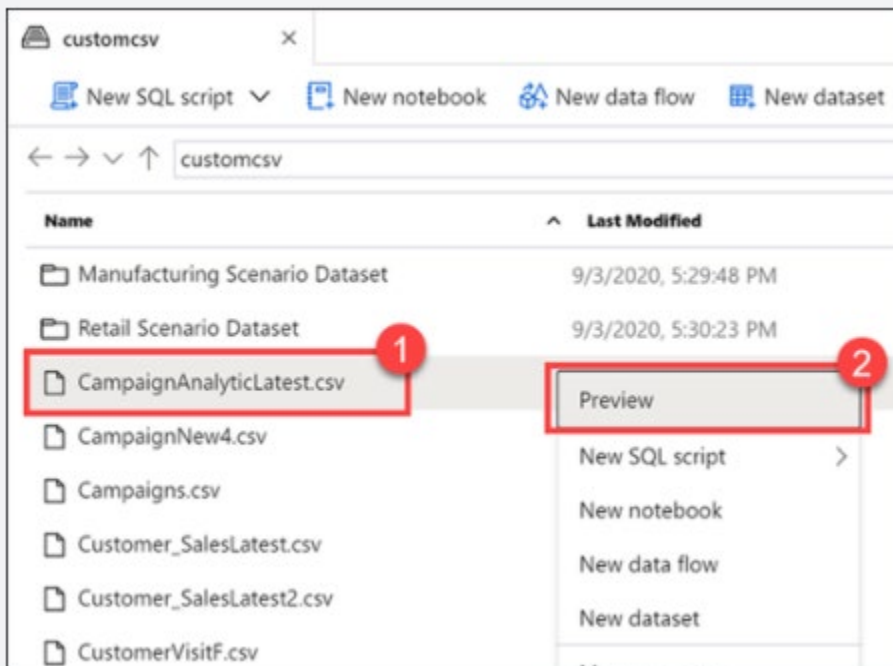 customcsv
New SQL script New notebook New data flow New dataset
customcsv
Name Last Modified
Manufacturing Scenario Dataset 9/3/2020, 5:29:48 PM
Retail Scenario Dataset 9/3/2020, 5:30:23 PM
1 2
CampaignAnalyticLatest.csv Preview
CampaignNew4.csv
New SQL script
Campaigns.csv New notebook
Customer_SalesLatest.csv
New data flow
Customer_SalesLatest2.csv
New dataset
CustomerVisitF.csv